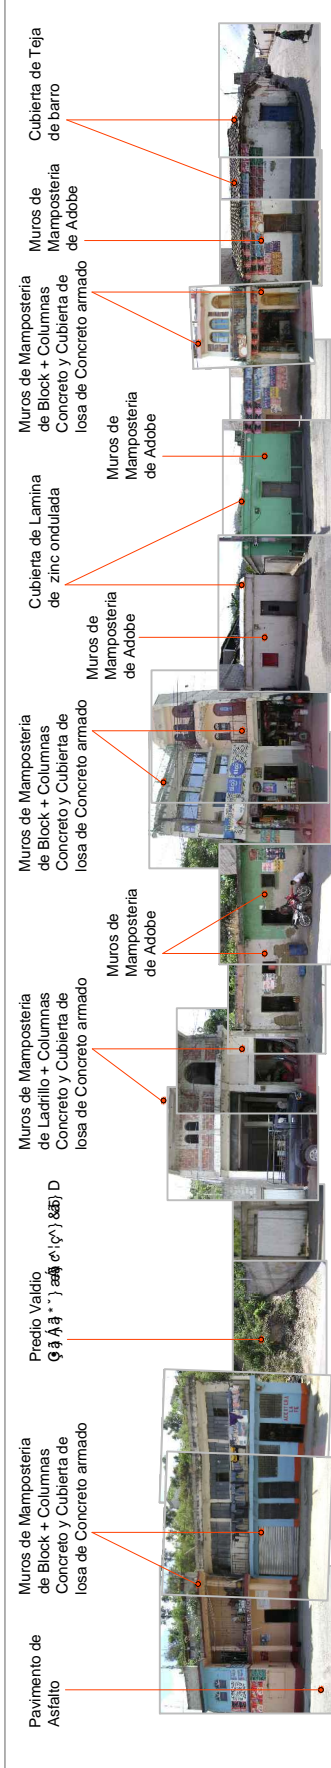 Pavimento de
Asfalto
Muros de Mamposteria
de Block + Columnas
Concreto y Cubierta de
losa de Concreto armado
Predio Valdio
Muros de Mamposteria
de Ladrillo + Columnas
Concreto y Cubierta de
losa de Concreto armado
Muros de
Mamposteria
de Adobe
Muros de Mamposteria
de Block + Columnas
Concreto y Cubierta de
losa de Concreto armado
Muros de
Mamposteria
de Adobe
Cubierta de Lamina
de zinc ondulada
Muros de
Mamposteria
de Adobe
Muros de Mamposteria
de Block + Columnas
Concreto y Cubierta de
losa de Concreto armado
Muros de
Mamposteria
de Adobe
Cubierta de Teja
de barro